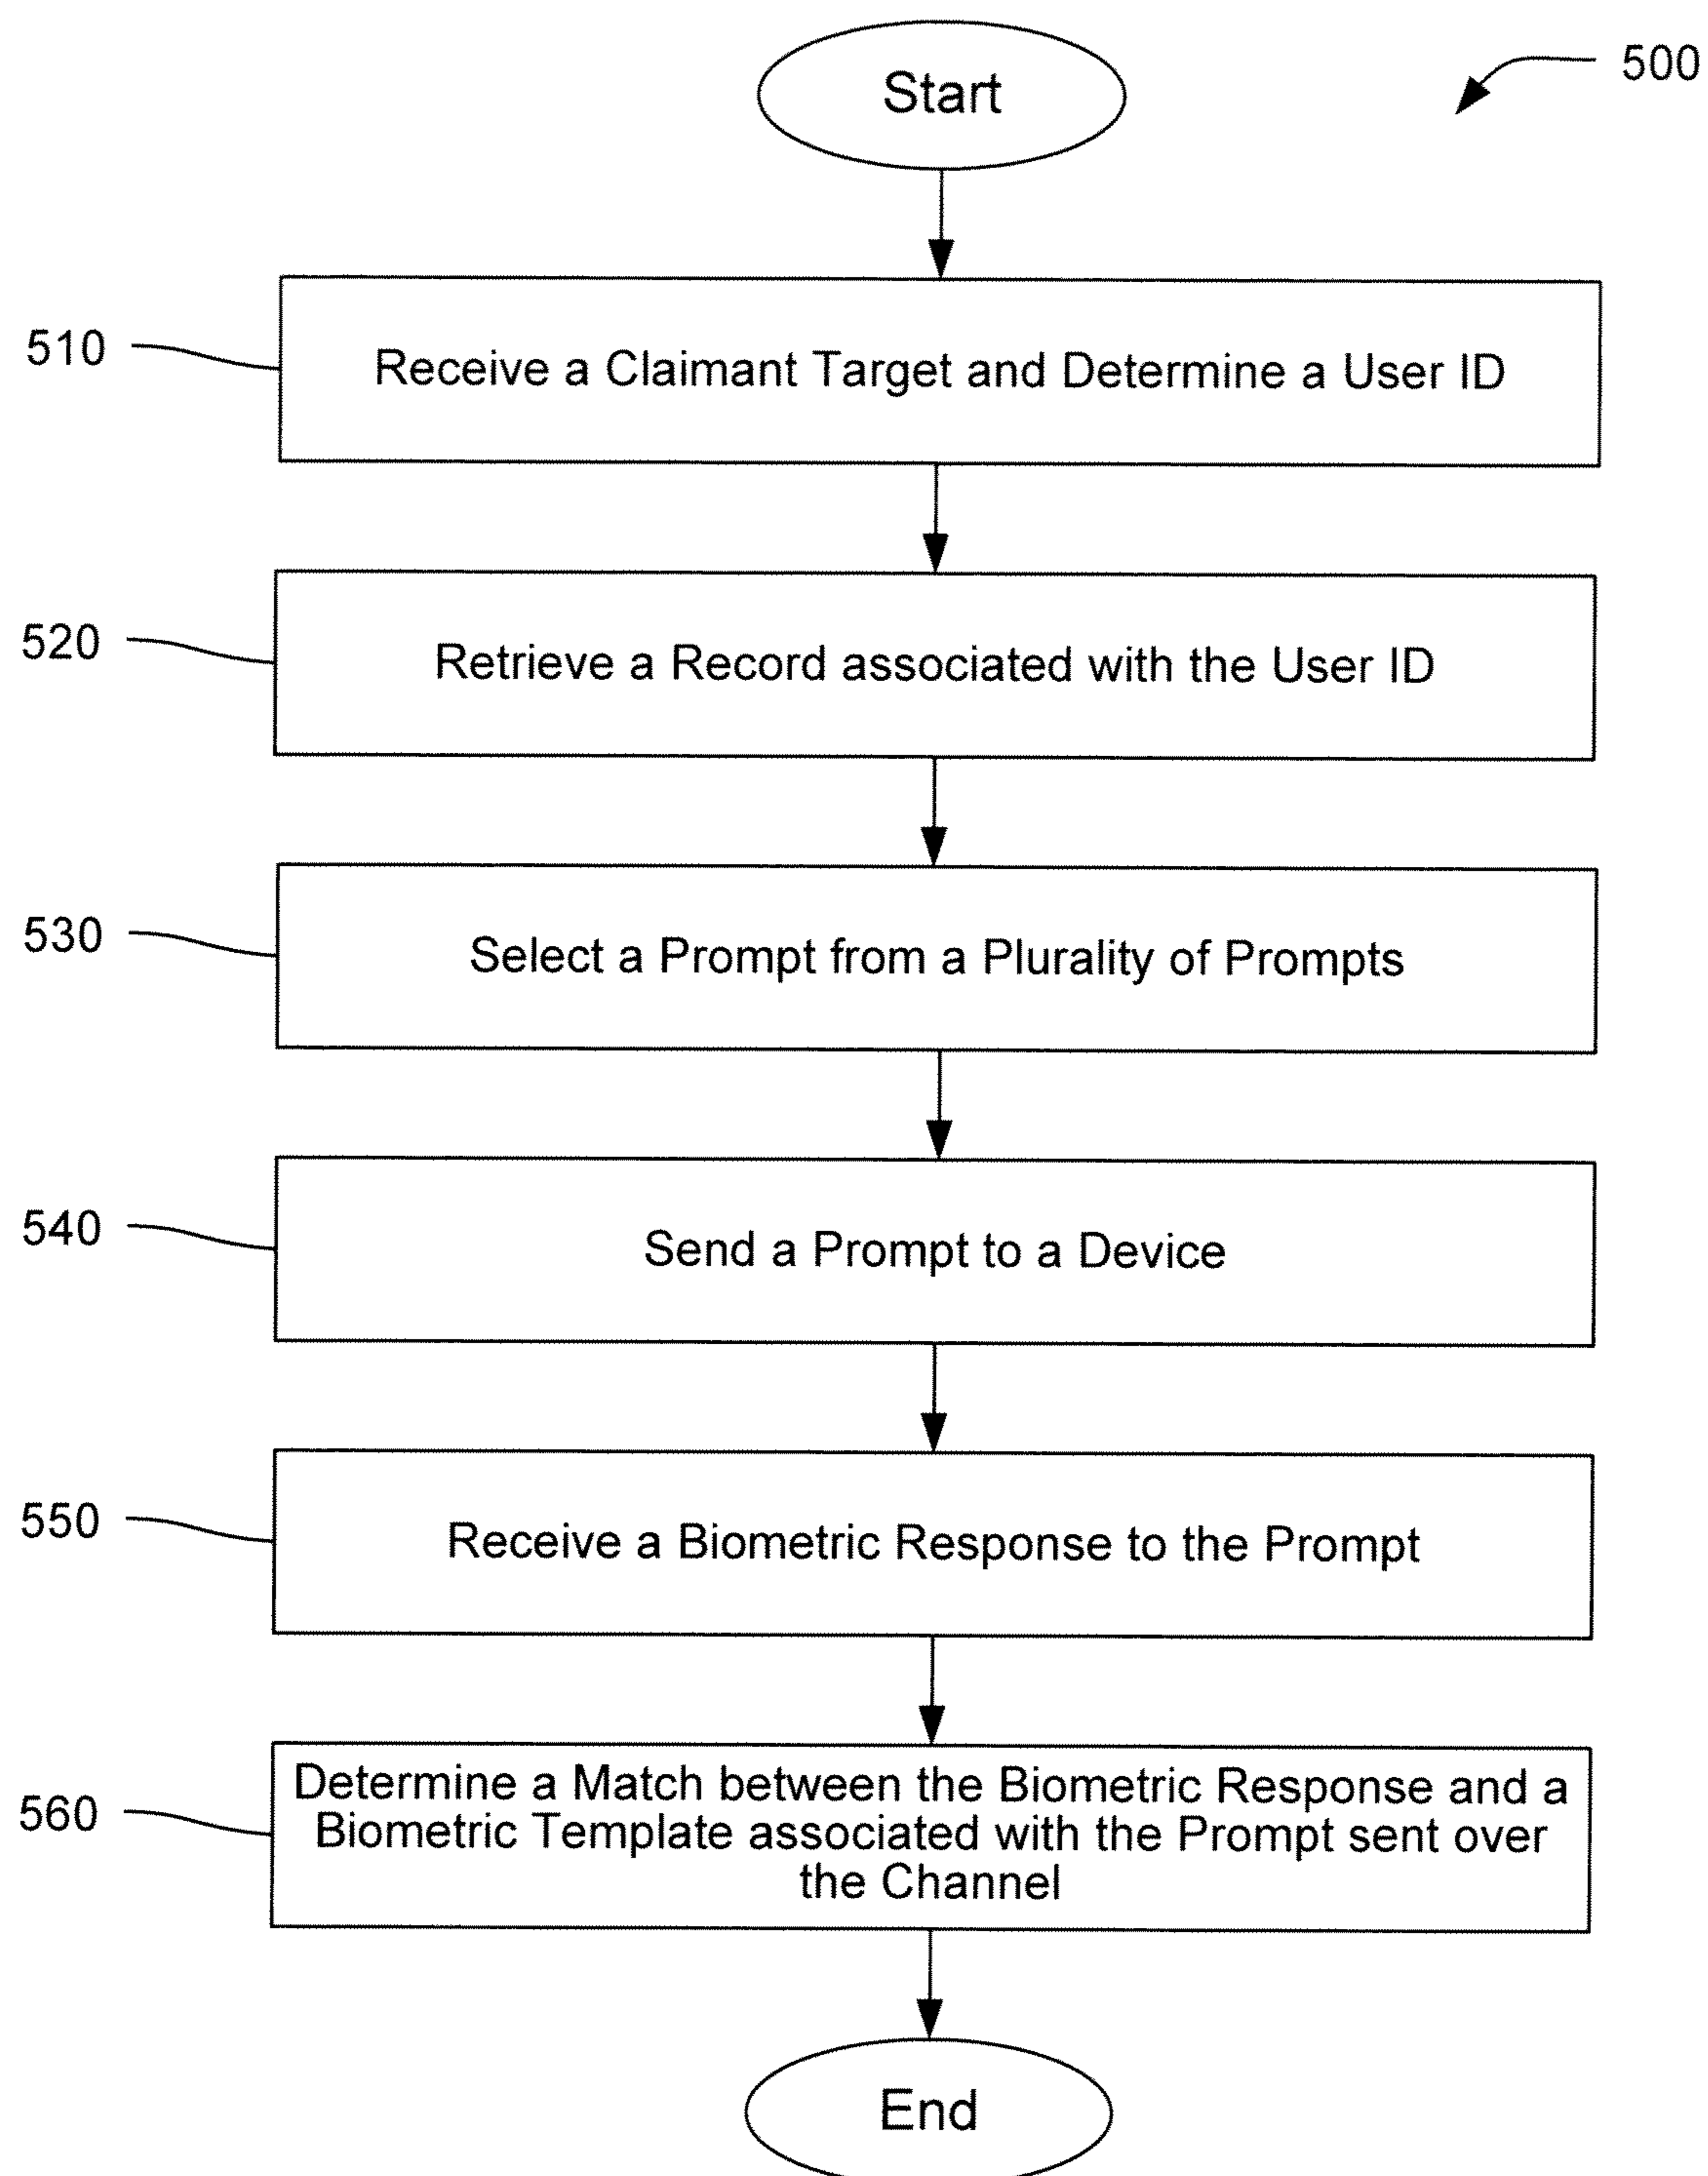 Start
500
510
Receive a Claimant Target and Determine a User ID
520
Retrieve a Record associated with the User ID
530
Select a Prompt from a Plurality of Prompts
540
Send a Prompt to a Device
550
Receive a Biometric Response to the Prompt
560
Determine a Match between the Biometric Response and a
Biometric Template associated with the Prompt sent over
the Channel
End